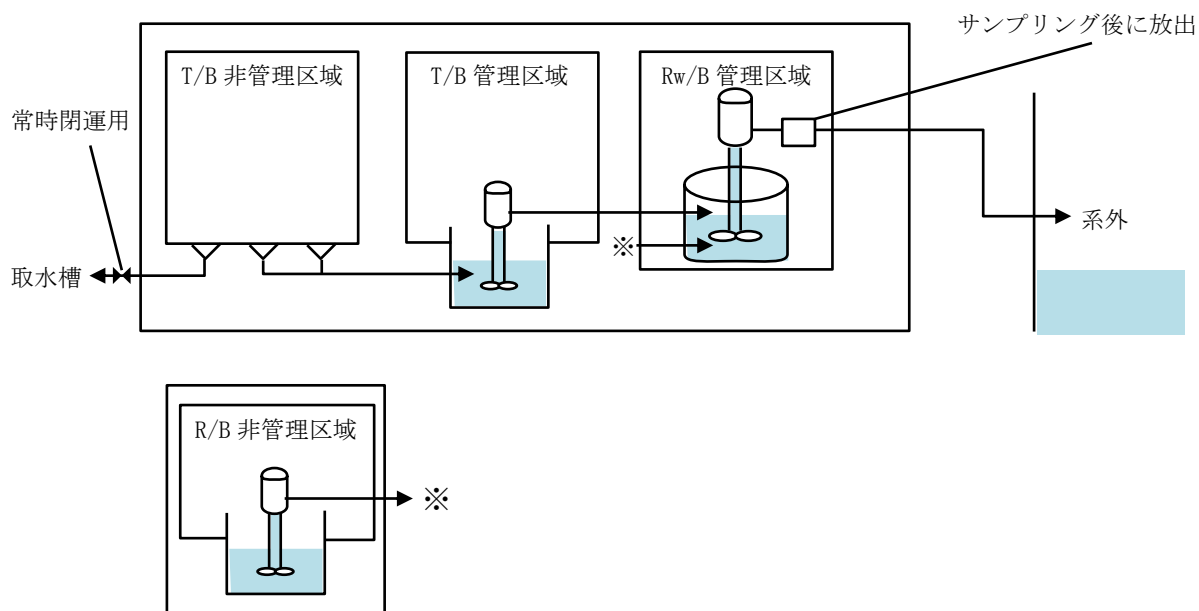 サンプリング後に放出
T/B 非管理区域
T/B 管理区域
Rw/B 管理区域
常時閉運用
※
系外
取水槽
R/B 非管理区域
※